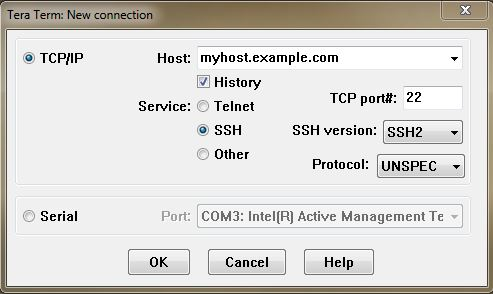 Tera Term: New connection
TCP/IP Host: myhost.example.com
History
Service: Telnet TCP port#: 22
SSH SSH version: SSH2
Other Protocol: UNSPEC
Serial Port: COM3: Intel(R) Active Management Te
OK Cancel Help